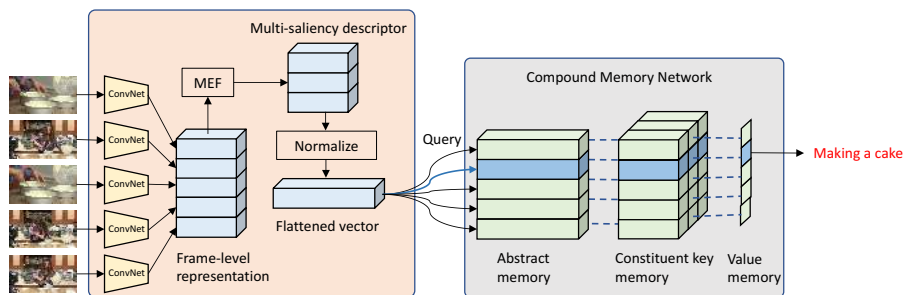 Multi-saliency descriptor
MEF
ConvNet
ConvNet
ConvNet
ConvNet
ConvNet
Normalize
Flattened vector
Frame-level
representation
Compound Memory Network
Query
Abstract
memory
Constituent key
memory
Value
memory
Making a cake